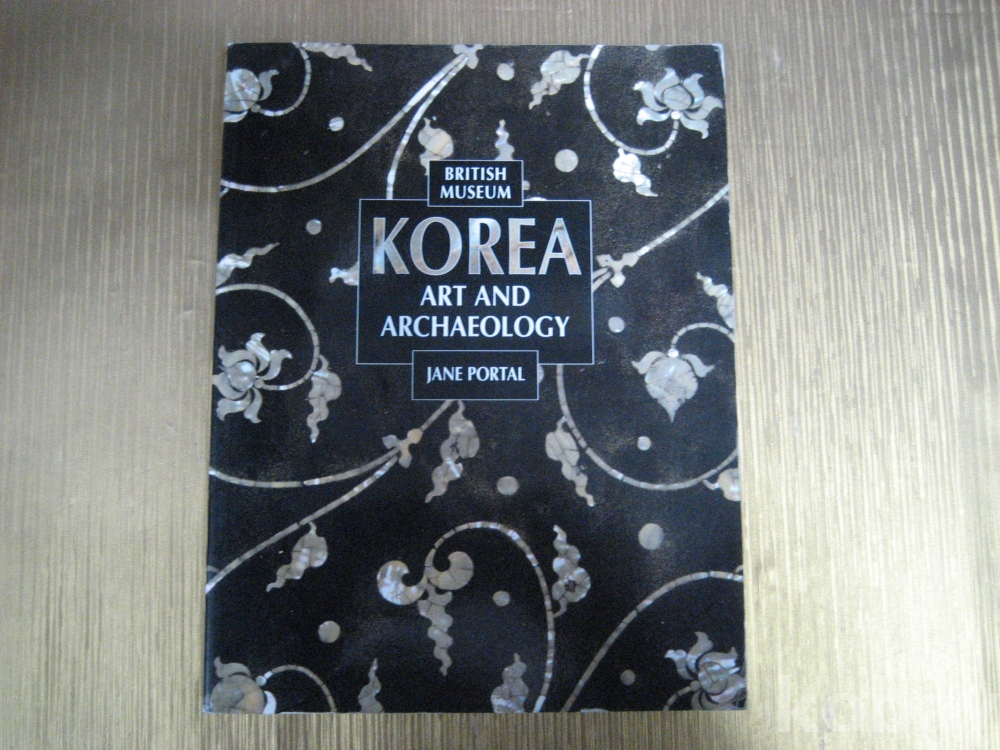 BRITISH
MUSEUM
KOREA
ART AND
ARCHAEOLOGY
JANE PORTAL